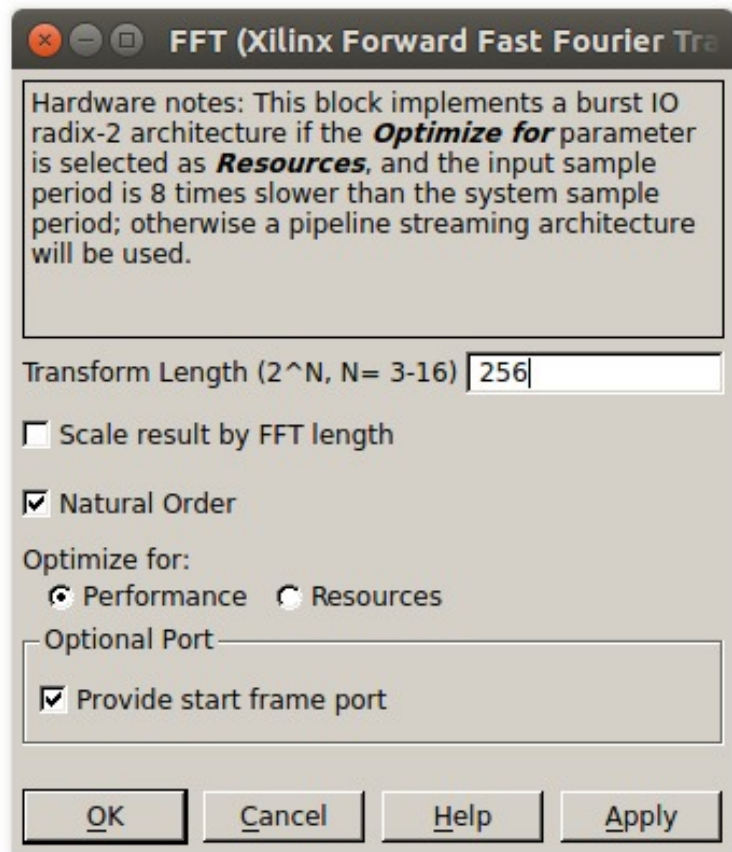 FFT (Xilinx Forward Fast Fourier Tra
Hardware notes: This block implements a burst IO
radix-2 architecture if the Optimize for parameter
is selected as Resources, and the input sample
period is 8 times slower than the system sample
period; otherwise a pipeline streaming architecture
will be used.
Transform Length (2^N, N= 3-16) 256
Scale result by FFT length
Natural Order
Optimize for:
Performance Resources
Optional Port
Provide start frame port
OK Cancel Help Apply